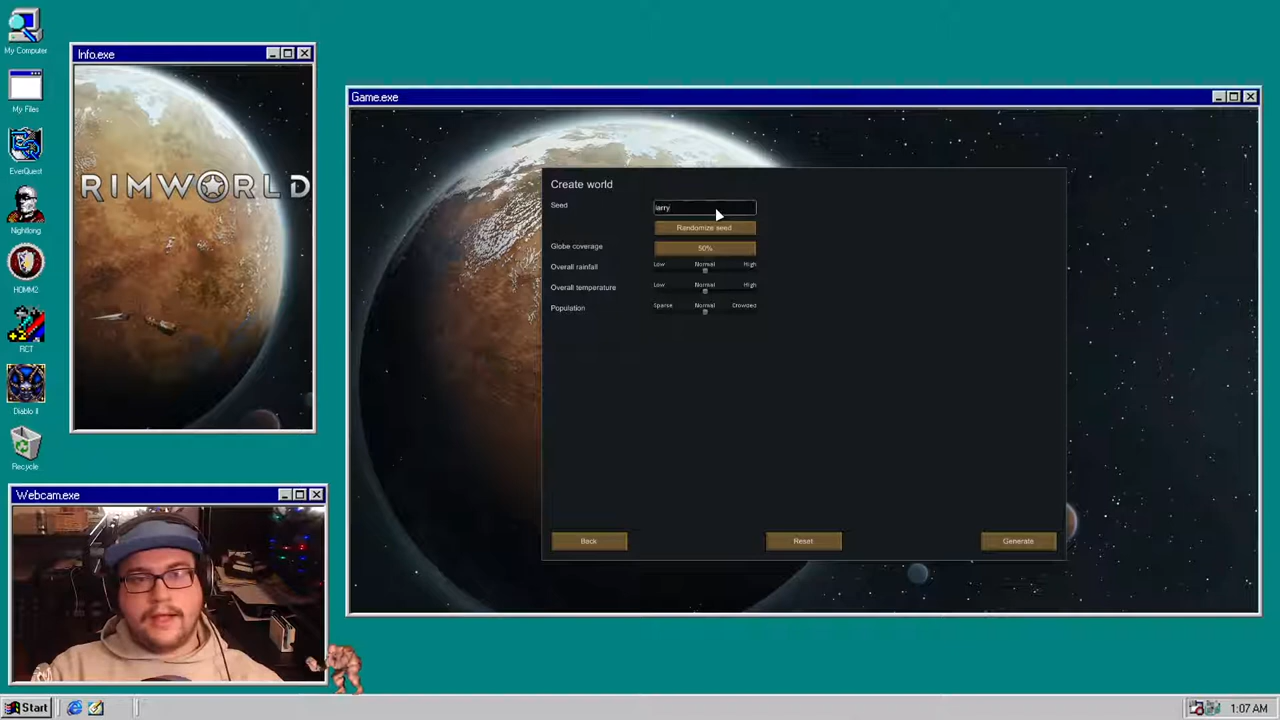 My Computer
My Files
EverQuest
Nightlong
HOMM2
RCT
Diablo II
Recycle
Info.exe
RIMWORLD
Game.exe
Create world
Seed
larry
Randomize seed
Globe coverage
50%
Overall rainfall
Low Normal High
Overall temperature
Low Normal High
Population
Sparse Normal Crowded
Back
Reset
Generate
Webcam.exe
Start
1:07 AM